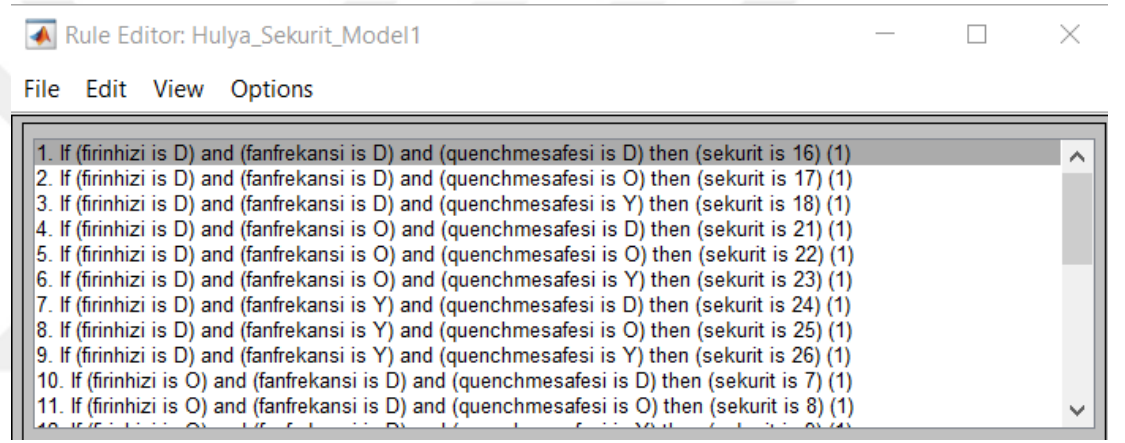 Rule Editor: Hulya_Sekurit_Model1
File Edit View Options
1. If (firinhizi is D) and (fanfrekansi is D) and (quenchmesafesi is D) then (sekurit is 16) (1)
2. If (firinhizi is D) and (fanfrekansi is D) and (quenchmesafesi is O) then (sekurit is 17) (1)
3. If (firinhizi is D) and (fanfrekansi is D) and (quenchmesafesi is Y) then (sekurit is 18) (1)
4. If (firinhizi is D) and (fanfrekansi is O) and (quenchmesafesi is D) then (sekurit is 21) (1)
5. If (firinhizi is D) and (fanfrekansi is O) and (quenchmesafesi is O) then (sekurit is 22) (1)
6. If (firinhizi is D) and (fanfrekansi is O) and (quenchmesafesi is Y) then (sekurit is 23) (1)
7. If (firinhizi is D) and (fanfrekansi is Y) and (quenchmesafesi is D) then (sekurit is 24) (1)
8. If (firinhizi is D) and (fanfrekansi is Y) and (quenchmesafesi is O) then (sekurit is 25) (1)
9. If (firinhizi is D) and (fanfrekansi is Y) and (quenchmesafesi is Y) then (sekurit is 26) (1)
10. If (firinhizi is O) and (fanfrekansi is D) and (quenchmesafesi is D) then (sekurit is 7) (1)
11. If (firinhizi is O) and (fanfrekansi is D) and (quenchmesafesi is O) then (sekurit is 8) (1)